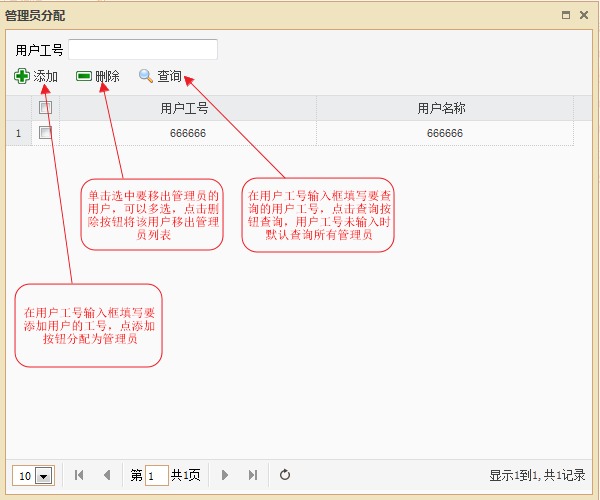 管理员分配
用户工号
添加 删除 查询
用户工号 用户名称
1 666666 666666
单击选中要移出管理员的
用户，可以多选，点击删
除按钮将该用户移出管理
员列表
在用户工号输入框填写要查
询的用户工号，点击查询按
钮查询，用户工号未输入时
默认查询所有管理员
在用户工号输入框填写要
添加用户的工号，点添加
按钮分配为管理员
10 第 1 共1页 显示1到1,共1记录